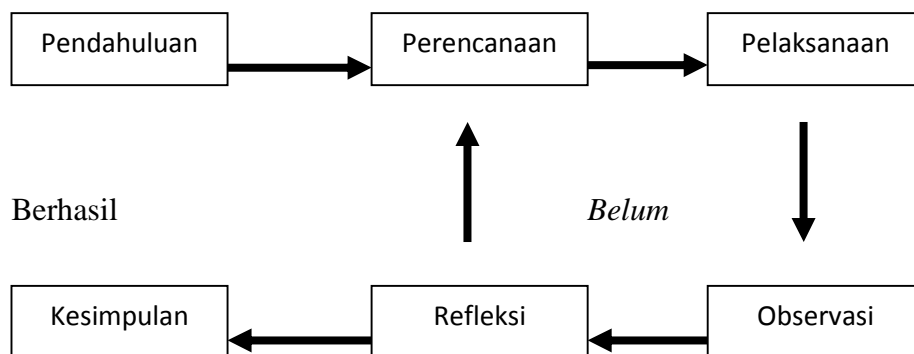 Pendahuluan Perencanaan Pelaksanaan
Berhasil Belum
Kesimpulan Refleksi Observasi